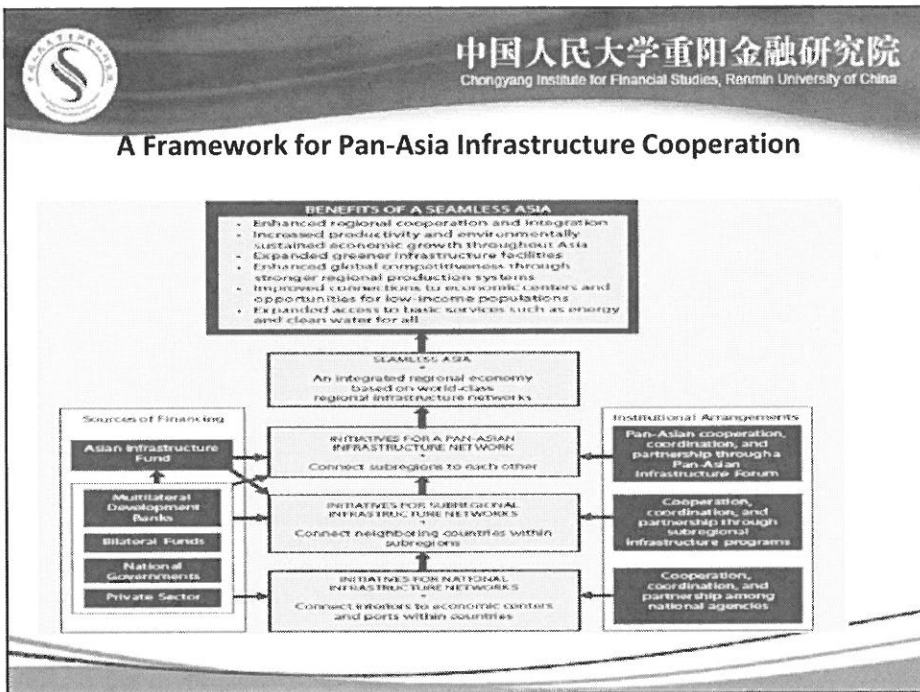 中国人民大学重阳金融研究院
Chongyang Institute for Financial Studies, Renmin University of China
A Framework for Pan-Asia Infrastructure Cooperation
BENEFITS OF A SEAMLESS ASIA
• Enhanced regional cooperation and integration
• Increased productivity and environmentally
sustained economic growth throughout Asia
• Expanded greener infrastructure facilities
• Enhanced global competitiveness through
stronger regional production systems
• Improved connections to economic centers and
opportunities for low-income populations
• Expanded access to basic services such as energy
and clean water for all
SEAMLESS ASIA
•
An integrated regional economy
based on world-class
regional infrastructure networks
Sources of Financing
Asian Infrastructure
Fund
Multilateral
Development
Banks
Bilateral Funds
National
Governments
Private Sector
INITIATIVES FOR A PAN-ASIAN
INFRASTRUCTURE NETWORK
•
Connect subregions to each other
INITIATIVES FOR SUBREGIONAL
INFRASTRUCTURE NETWORKS
•
Connect neighboring countries within
subregions
INITIATIVES FOR NATIONAL
INFRASTRUCTURE NETWORKS
•
Connect interiors to economic centers
and ports within countries
Institutional Arrangements
Pan-Asian cooperation,
coordination, and
partnership through a
Pan-Asian
Infrastructure Forum
Cooperation,
coordination, and
partnership through
subregional
infrastructure programs
Cooperation,
coordination, and
partnership among
national agencies